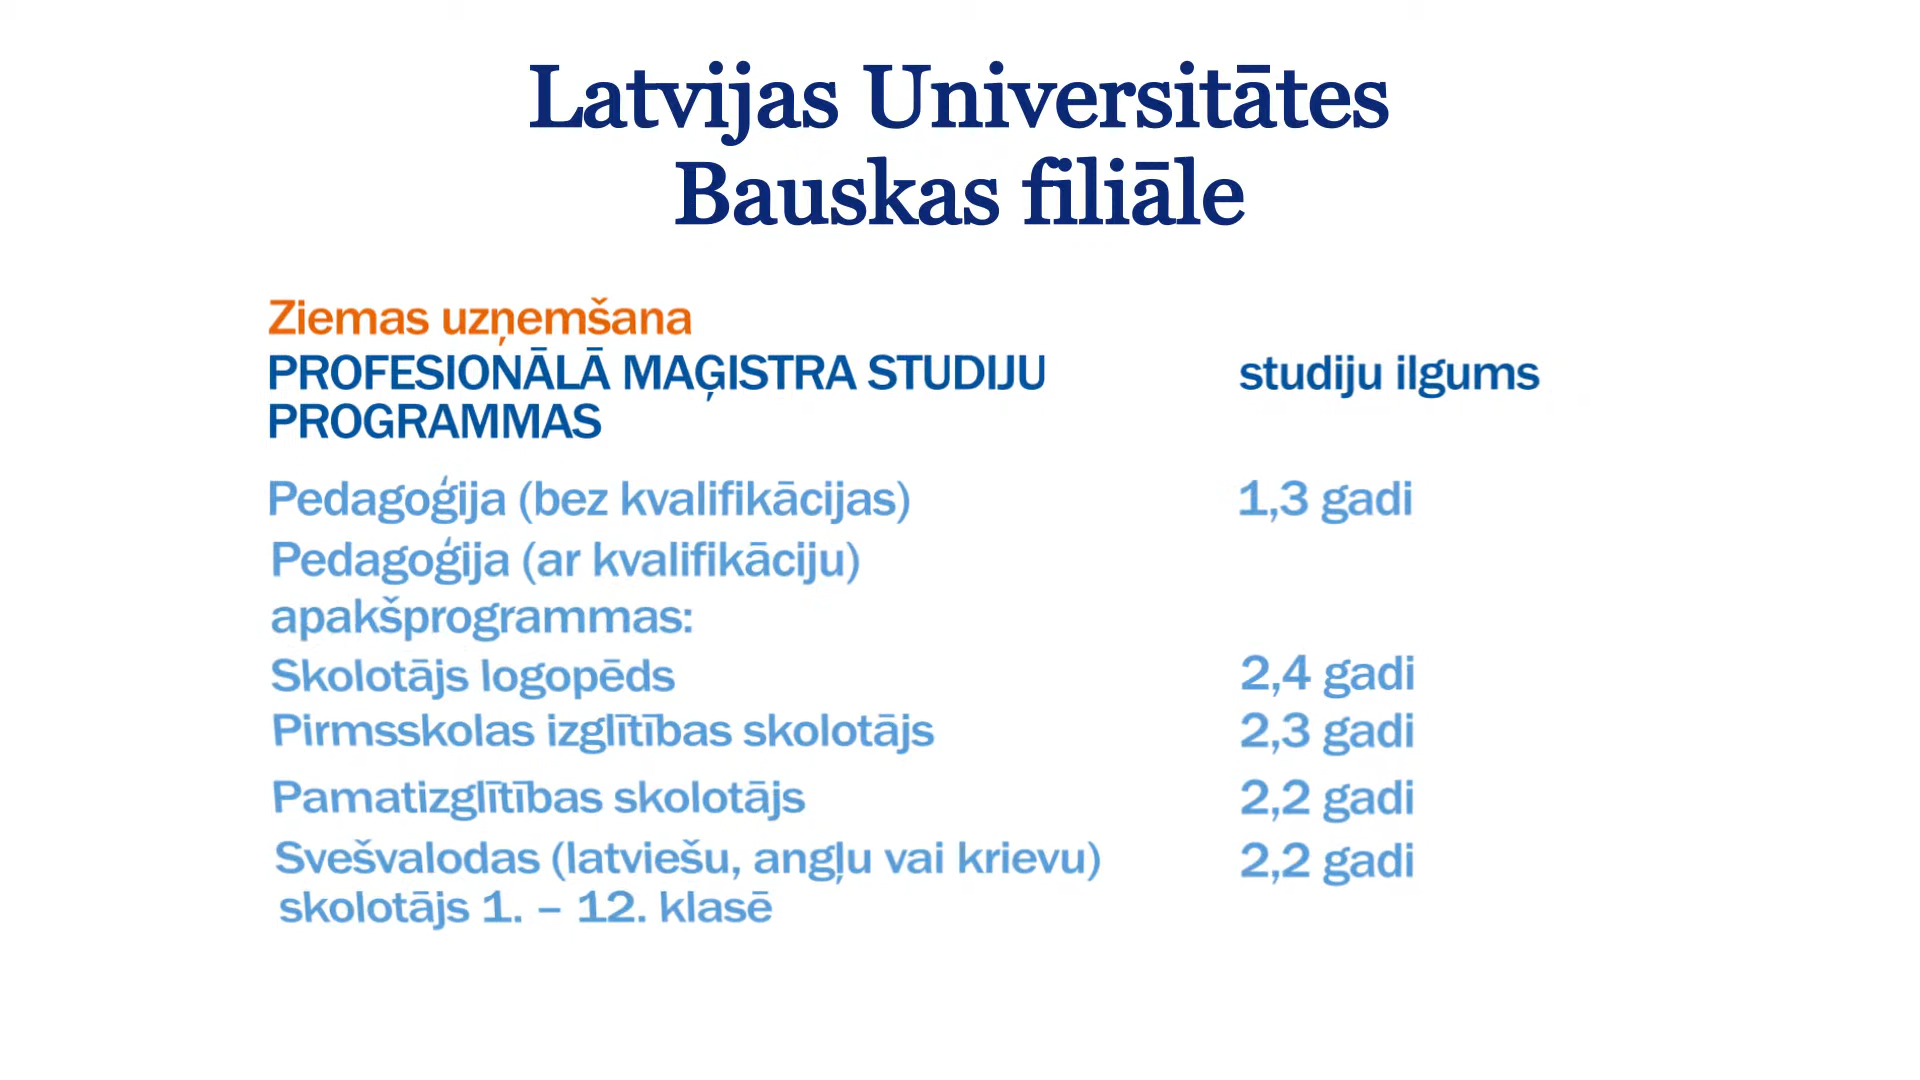 Latvijas Universitātes
Bauskas filiāle
Ziemas uzņemšana
PROFESIONĀLĀ MAĢISTRA STUDIJU studiju ilgums
PROGRAMMAS
Pedagoģija (bez kvalifikācijas) 1,3 gadi
Pedagoģija (ar kvalifikāciju)
apakšprogrammas:
Skolotājs logopēds 2,4 gadi
Pirmsskolas izglītības skolotājs 2,3 gadi
Pamatizglītības skolotājs 2,2 gadi
Svešvalodas (latviešu, angļu vai krievu) 2,2 gadi
skolotājs 1. – 12. klasē